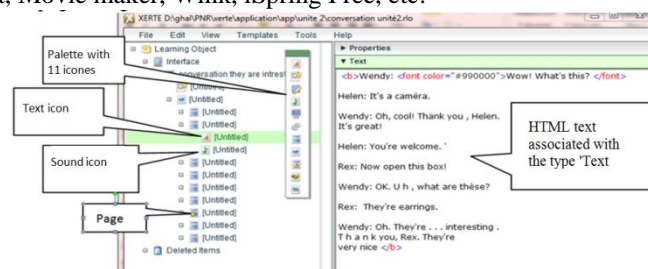 t, Movie maker, Wink, iSpring Free, etc.
XERTE D:\ghal\PNR\xerte\application\app\unite 2\conversation unitè2.rlo
File Edit View Templates Tools Help
Learning Object
Interface
conversation they are intrest
[Untitled]
[Untitled]
[Untitled]
[Untitled]
[Untitled]
[Untitled]
[Untitled]
[Untitled]
[Untitled]
[Untitled]
[Untitled]
[Untitled]
[Untitled]
Deleted Items
Palette with
11 icones
Text icon
Sound icon
Page
Properties
Text
<b>Wendy: <font color="#990000">Wow! What's this? </font>
Helen: It's a caméra.
Wendy: Oh, cool! Thank you , Helen.
It's great!
Helen: You're welcome. '
Rex: Now open this box!
Wendy: OK. U h , what are thèse?
Rex: They're earrings.
Wendy: Oh. They're . . . interesting .
T h a n k you, Rex. They're
very nice </b>
HTML text
associated with
the type 'Text